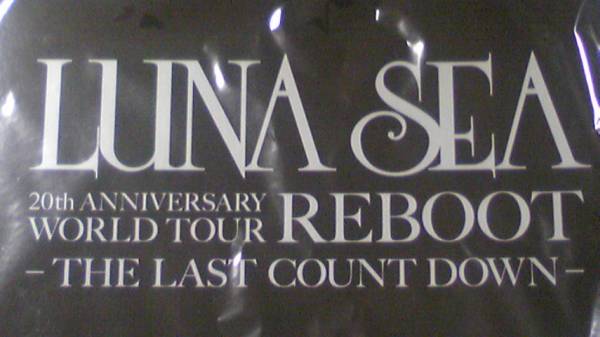 LUNA SEA
20th ANNIVERSARY
WORLD TOUR REBOOT
- THE LAST COUNT DOWN -